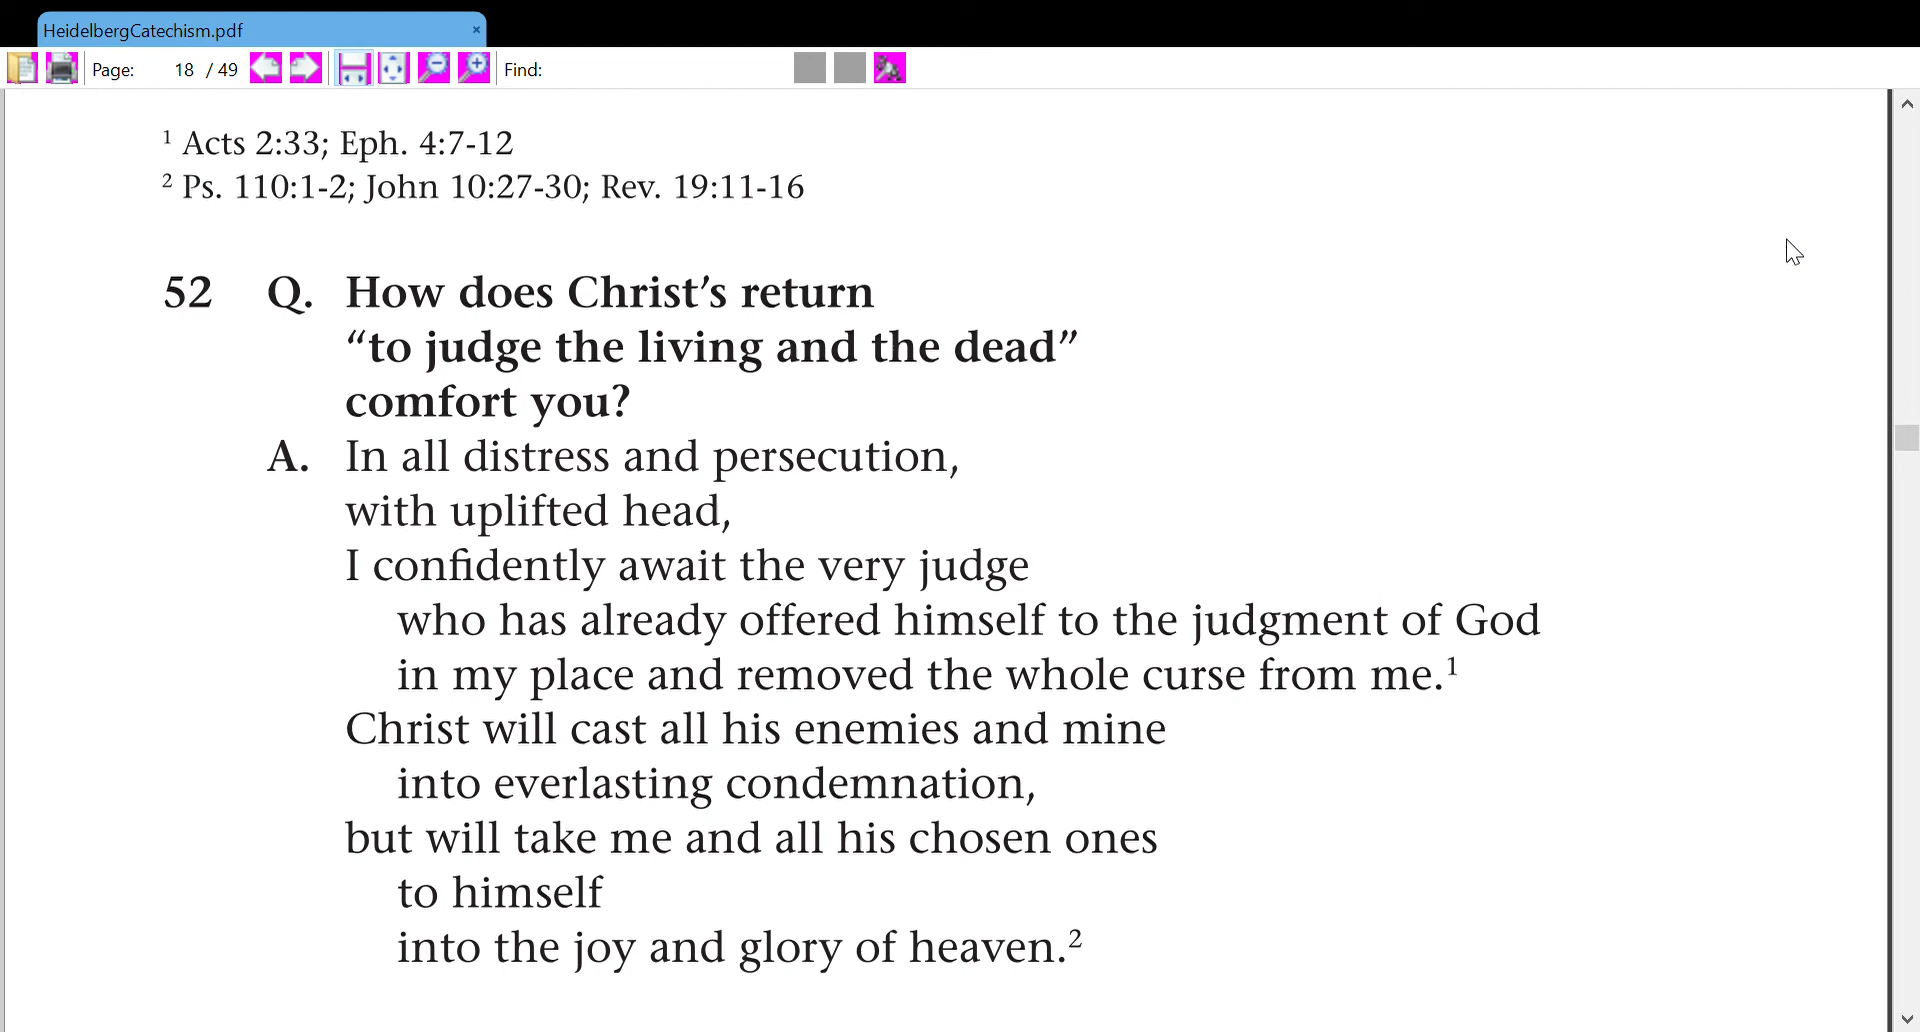 HeidelbergCatechism.pdf ×
Page: 18 / 49 Find:
¹ Acts 2:33; Eph. 4:7-12
² Ps. 110:1-2; John 10:27-30; Rev. 19:11-16
52 Q. How does Christ’s return
“to judge the living and the dead”
comfort you?
A. In all distress and persecution,
with uplifted head,
I confidently await the very judge
who has already offered himself to the judgment of God
in my place and removed the whole curse from me.¹
Christ will cast all his enemies and mine
into everlasting condemnation,
but will take me and all his chosen ones
to himself
into the joy and glory of heaven.²